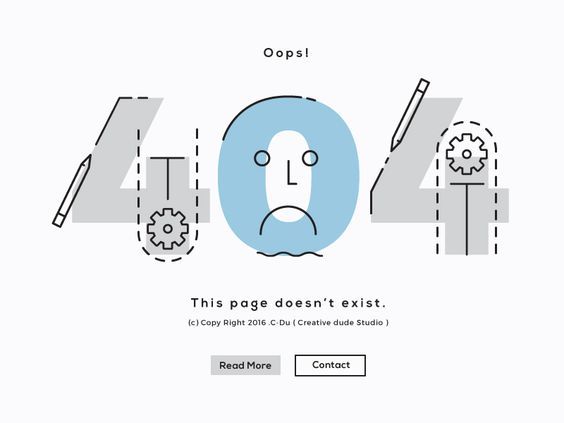 Oops!
404
This page doesn't exist.
(c) Copy Right 2016 .C-Du ( Creative dude Studio )
Read More
Contact